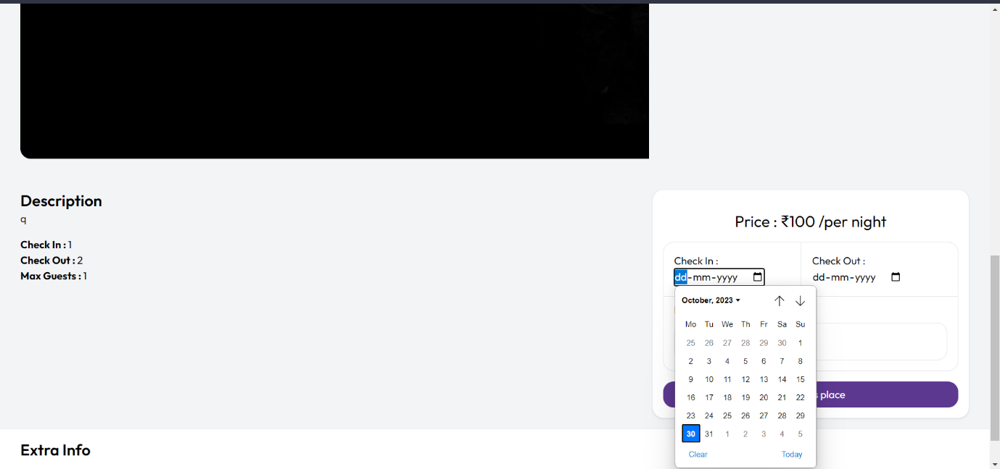 Description
q
Check In : 1
Check Out : 2
Max Guests : 1
Price : ₹100 /per night
Check In :
dd-mm-yyyy
Check Out :
dd-mm-yyyy
October, 2023
Mo Tu We Th Fr Sa Su
25 26 27 28 29 30 1
2 3 4 5 6 7 8
9 10 11 12 13 14 15
16 17 18 19 20 21 22
23 24 25 26 27 28 29
30 31 1 2 3 4 5
Clear Today
place
Extra Info